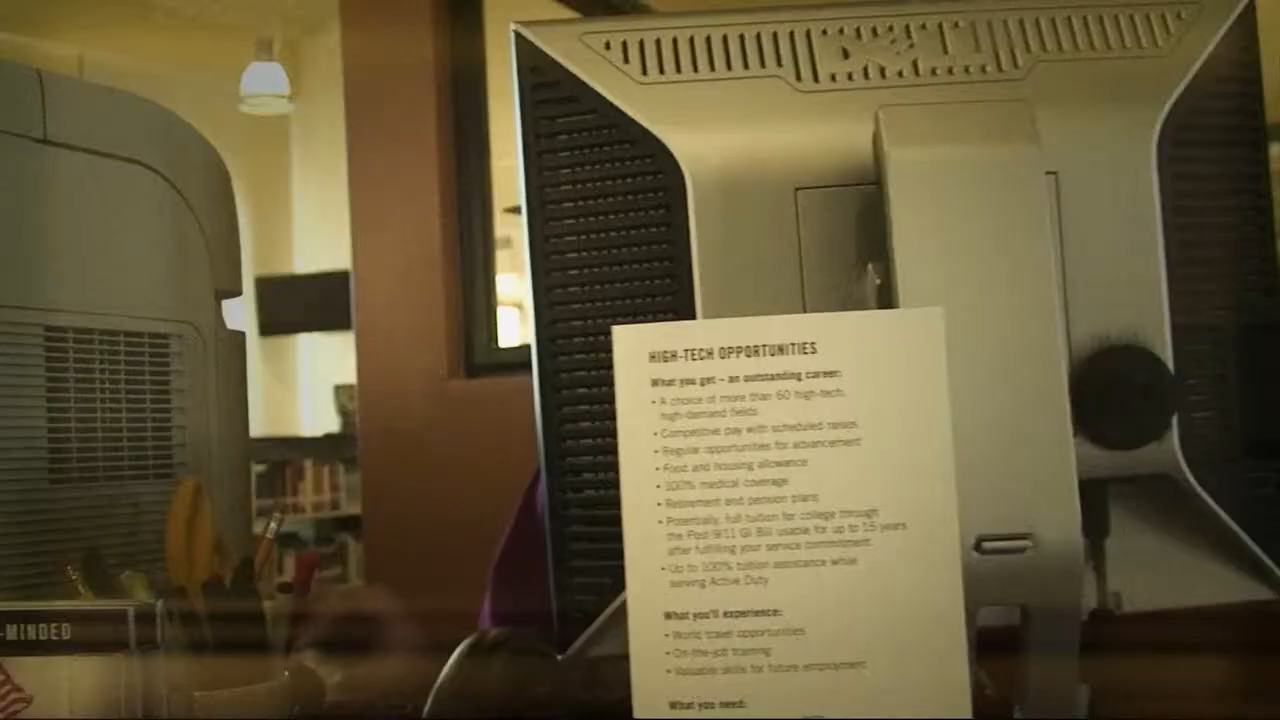 HIGH-TECH OPPORTUNITIES
What you get – an outstanding career:
• A choice of more than 60 high-tech,
high-demand fields
• Competitive pay with scheduled raises
• Regular opportunities for advancement
• Food and housing allowance
• 100% medical coverage
• Retirement and pension plans
• Potentially, full tuition for college through
the Post-9/11 GI Bill usable for up to 15 years
after fulfilling your service commitment
• Up to 100% tuition assistance while
serving Active Duty
What you'll experience:
• World travel opportunities
• On-the-job training
• Valuable skills for future employment
What you need:
-MINDED